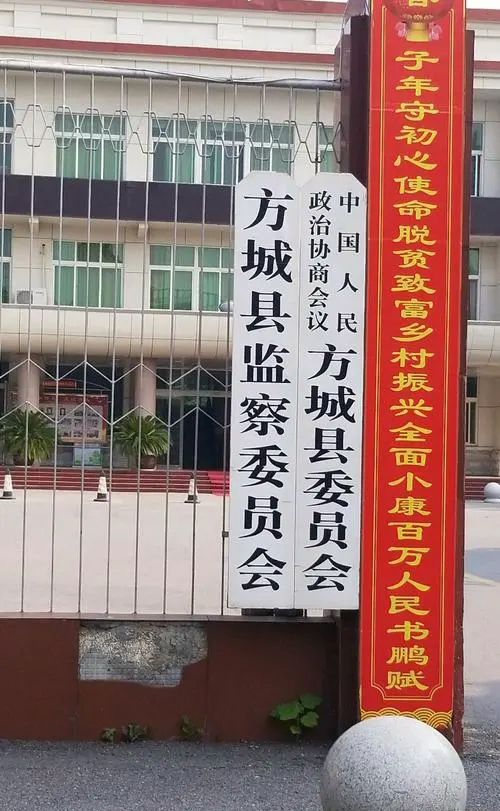 子年守初心使命脱贫致富乡村振兴全面小康百万人民书鹏赋
中国人民
政治协商会议
方城县委员会
方城县监察委员会